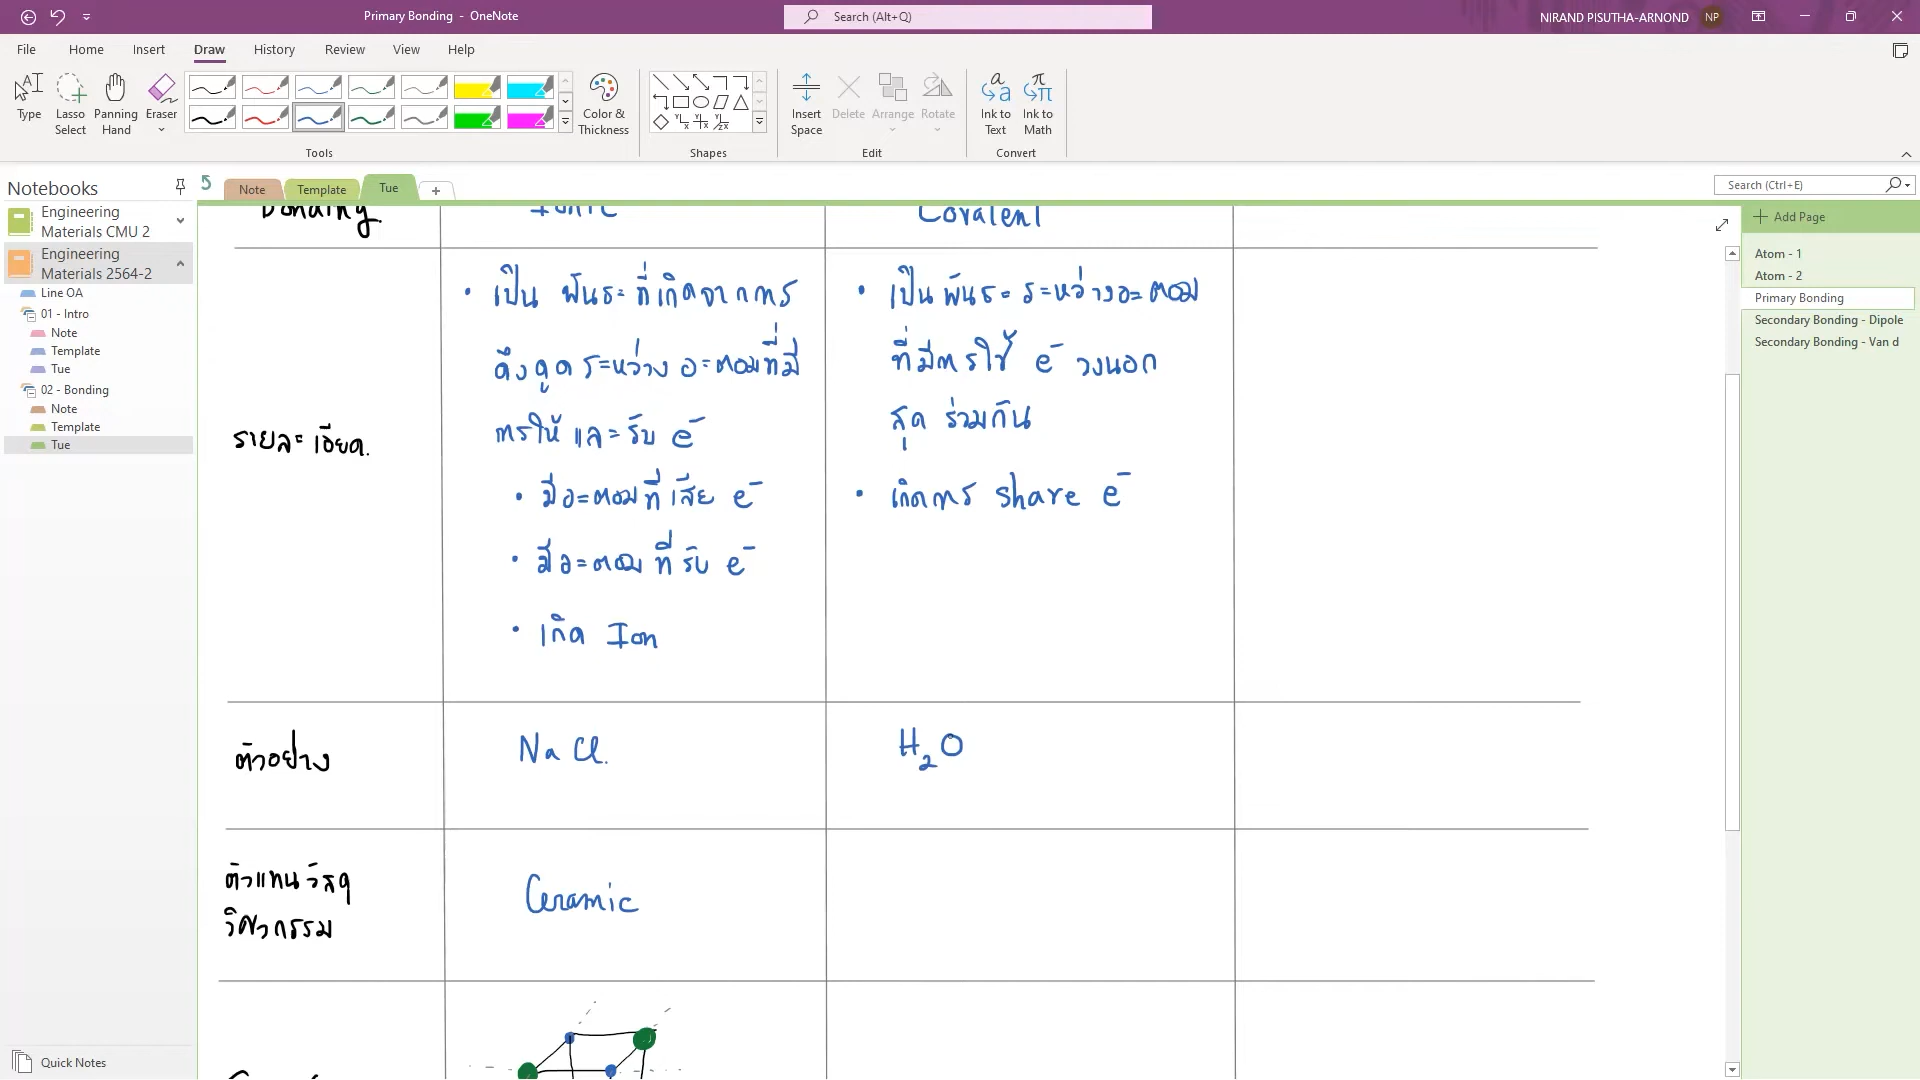 Primary Bonding - OneNote
Search (Alt+Q)
NIRAND PISUTHA-ARNOND
NP
File
Home
Insert
Draw
History
Review
View
Help
Type
Lasso Select
Panning Hand
Eraser
Color & Thickness
Insert Space
Delete
Arrange
Rotate
Ink to Text
Ink to Math
Tools
Shapes
Edit
Convert
Notebooks
Note
Template
Tue
Search (Ctrl+E)
Engineering Materials CMU 2
Engineering Materials 2564-2
Line OA
01 - Intro
Note
Template
Tue
02 - Bonding
Note
Template
Tue
Quick Notes
Add Page
Atom - 1
Atom - 2
Primary Bonding
Secondary Bonding - Dipole
Secondary Bonding - Van d
Bonding
Ionic
Covalent
รายละเอียด.
• เป็น พันธะ ที่เกิดจากการ
ดึงดูด ระหว่าง อะตอมที่มี
การให้ และรับ e⁻
• มีอะตอมที่ เสีย e⁻
• มีอะตอม ที่ รับ e⁻
• เกิด Ion
• เป็นพันธะ ระหว่างอะตอม
ที่มีการใช้ e⁻ วงนอก
สุด ร่วมกัน
• เกิดการ share e⁻
ตัวอย่าง
NaCl.
H₂O
ตัวแทนวัสดุ
วิศวกรรม
Ceramic